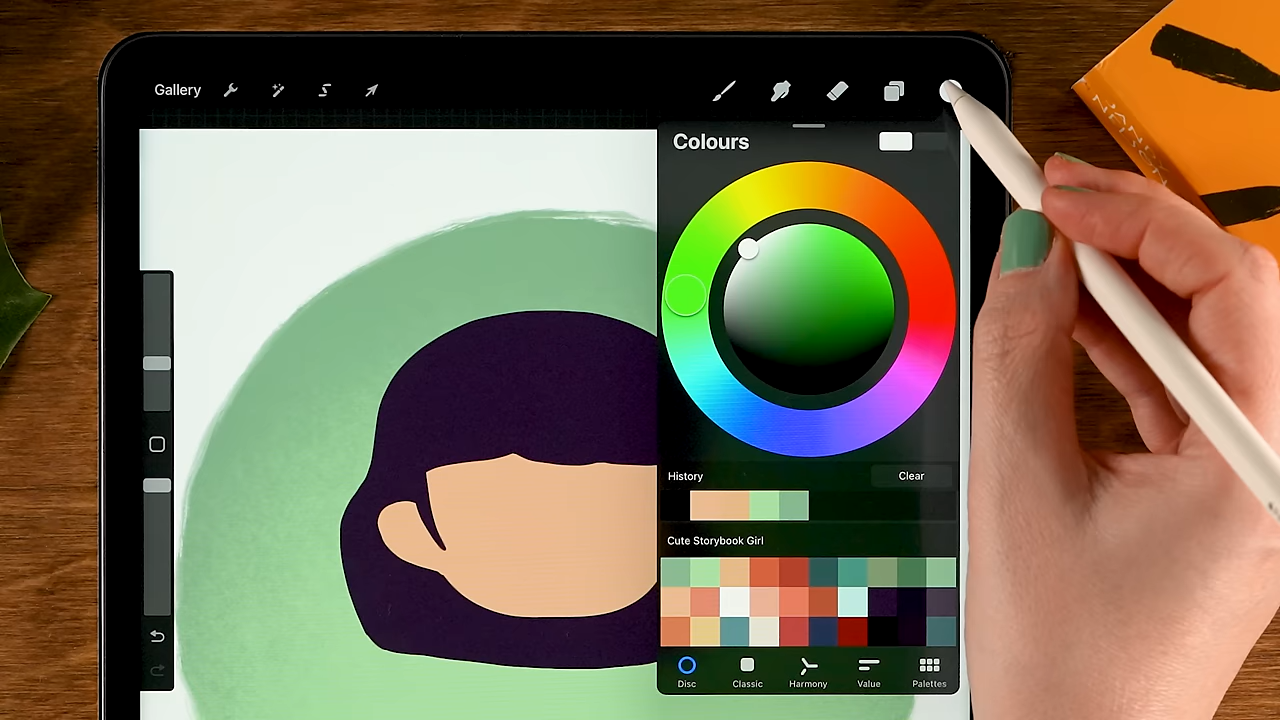 Gallery
Colours
History
Clear
Cute Storybook Girl
Disc
Classic
Harmony
Value
Palettes